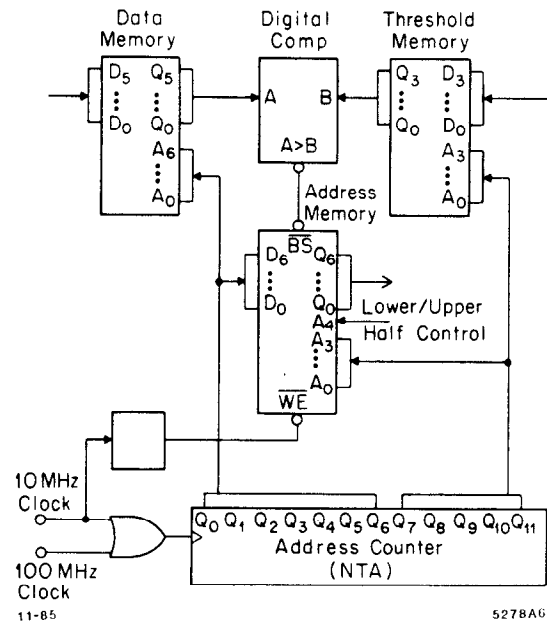 Data
Memory
Digital
Comp
Threshold
Memory
D5 Q5
D0 Q0
A6
A0
A B
A>B
Q3 D3
Q0 D0
A3
A0
Address
Memory
BS
D6 Q6
D0 Q0
A4
A3
A0
WE
Lower/Upper
Half Control
10 MHz
Clock
100 MHz
Clock
Q0 Q1 Q2 Q3 Q4 Q5 Q6 Q7 Q8 Q9 Q10 Q11
Address Counter
(NTA)
11-85
5278A6